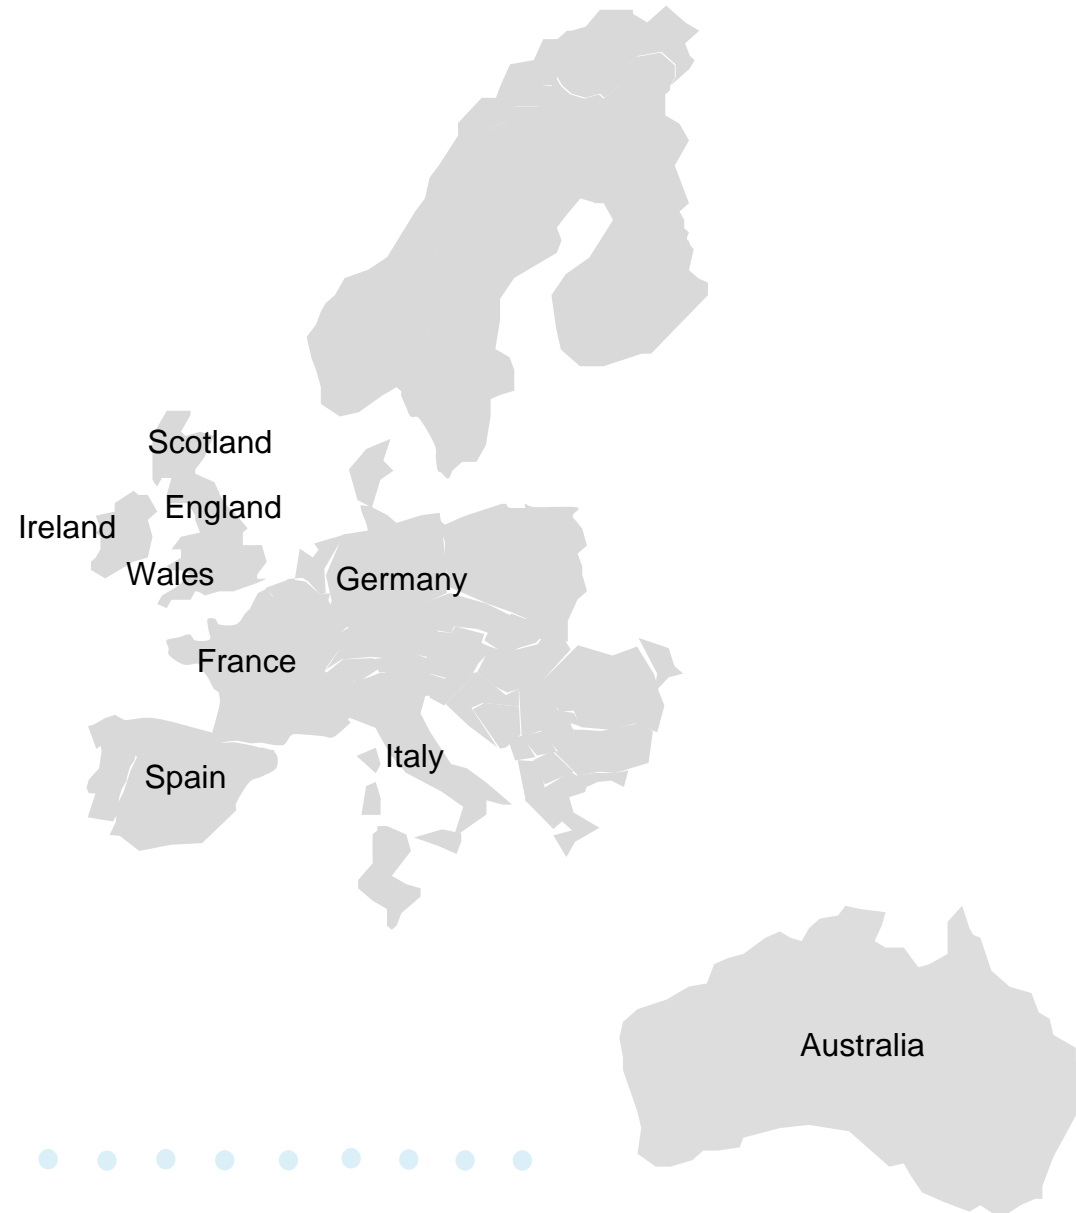 Scotland
England
Ireland
Wales
Germany
France
Italy
Spain
Australia